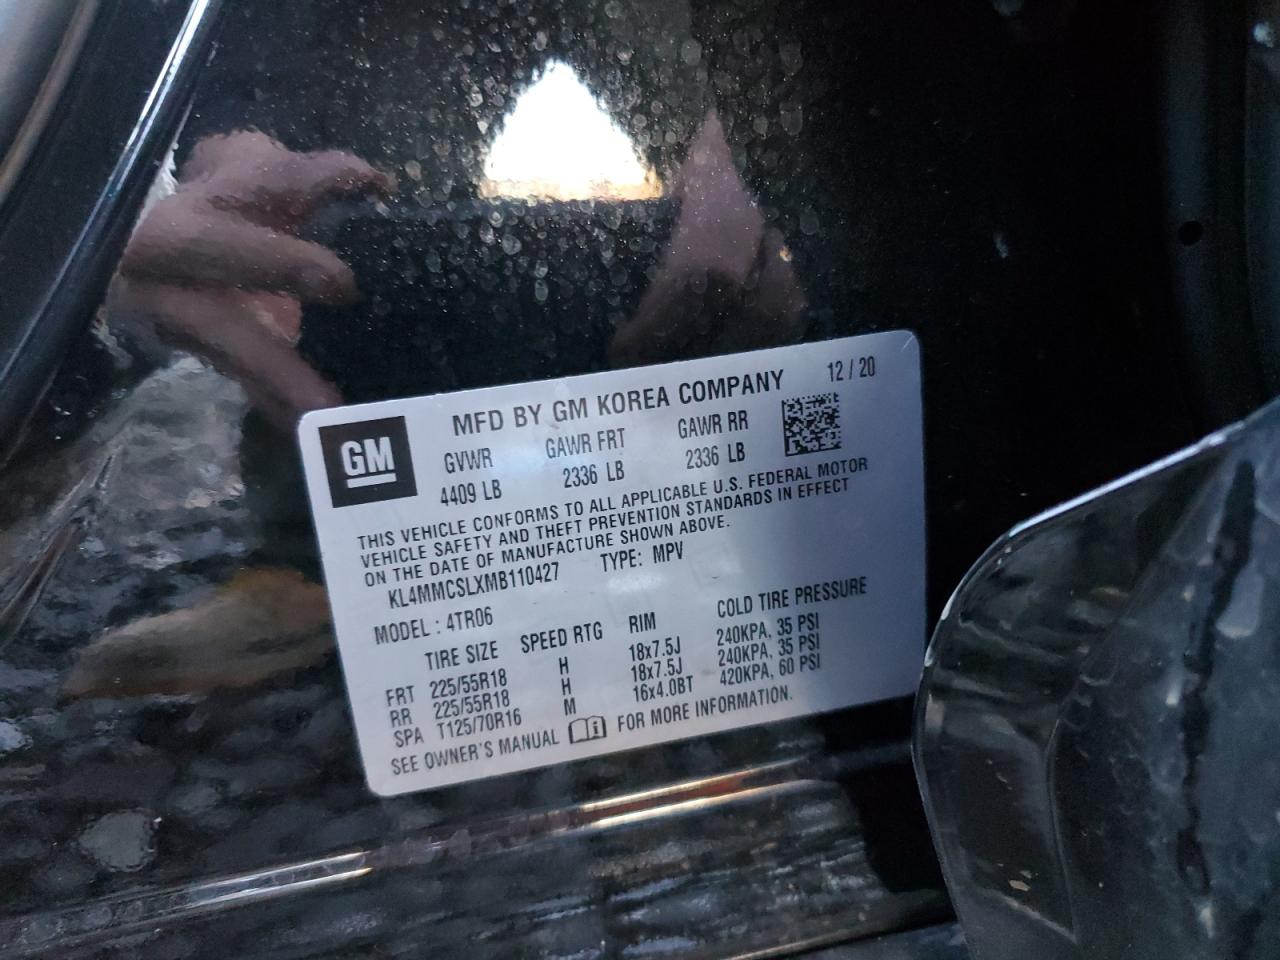 MFD BY GM KOREA COMPANY 12 / 20
GM
GVWR GAWR FRT GAWR RR
4409 LB 2336 LB 2336 LB
THIS VEHICLE CONFORMS TO ALL APPLICABLE U.S. FEDERAL MOTOR
VEHICLE SAFETY AND THEFT PREVENTION STANDARDS IN EFFECT
ON THE DATE OF MANUFACTURE SHOWN ABOVE.
KL4MMCSLXMB110427 TYPE: MPV
MODEL : 4TR06
TIRE SIZE SPEED RTG RIM COLD TIRE PRESSURE
FRT 225/55R18 H 18x7.5J 240KPA, 35 PSI
RR 225/55R18 H 18x7.5J 240KPA, 35 PSI
SPA T125/70R16 M 16x4.0BT 420KPA, 60 PSI
SEE OWNER'S MANUAL FOR MORE INFORMATION.